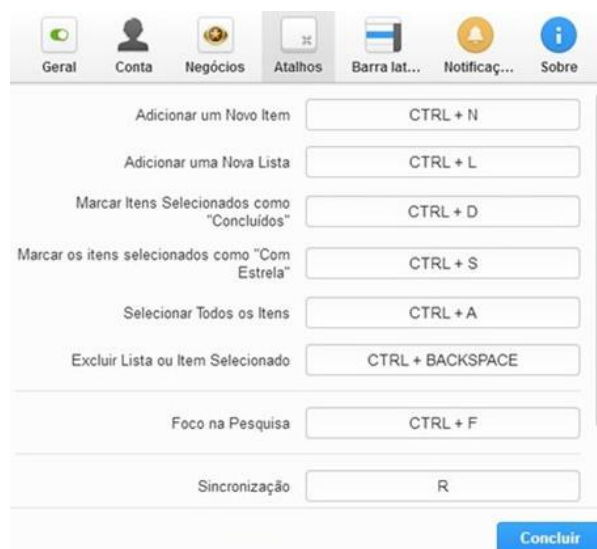 Geral Conta Negócios Atalhos Barra lat... Notificaç... Sobre
Adicionar um Novo Item CTRL + N
Adicionar uma Nova Lista CTRL + L
Marcar Itens Selecionados como
"Concluídos" CTRL + D
Marcar os itens selecionados como "Com
Estrela" CTRL + S
Selecionar Todos os Itens CTRL + A
Excluir Lista ou Item Selecionado CTRL + BACKSPACE
Foco na Pesquisa CTRL + F
Sincronização R
Concluir